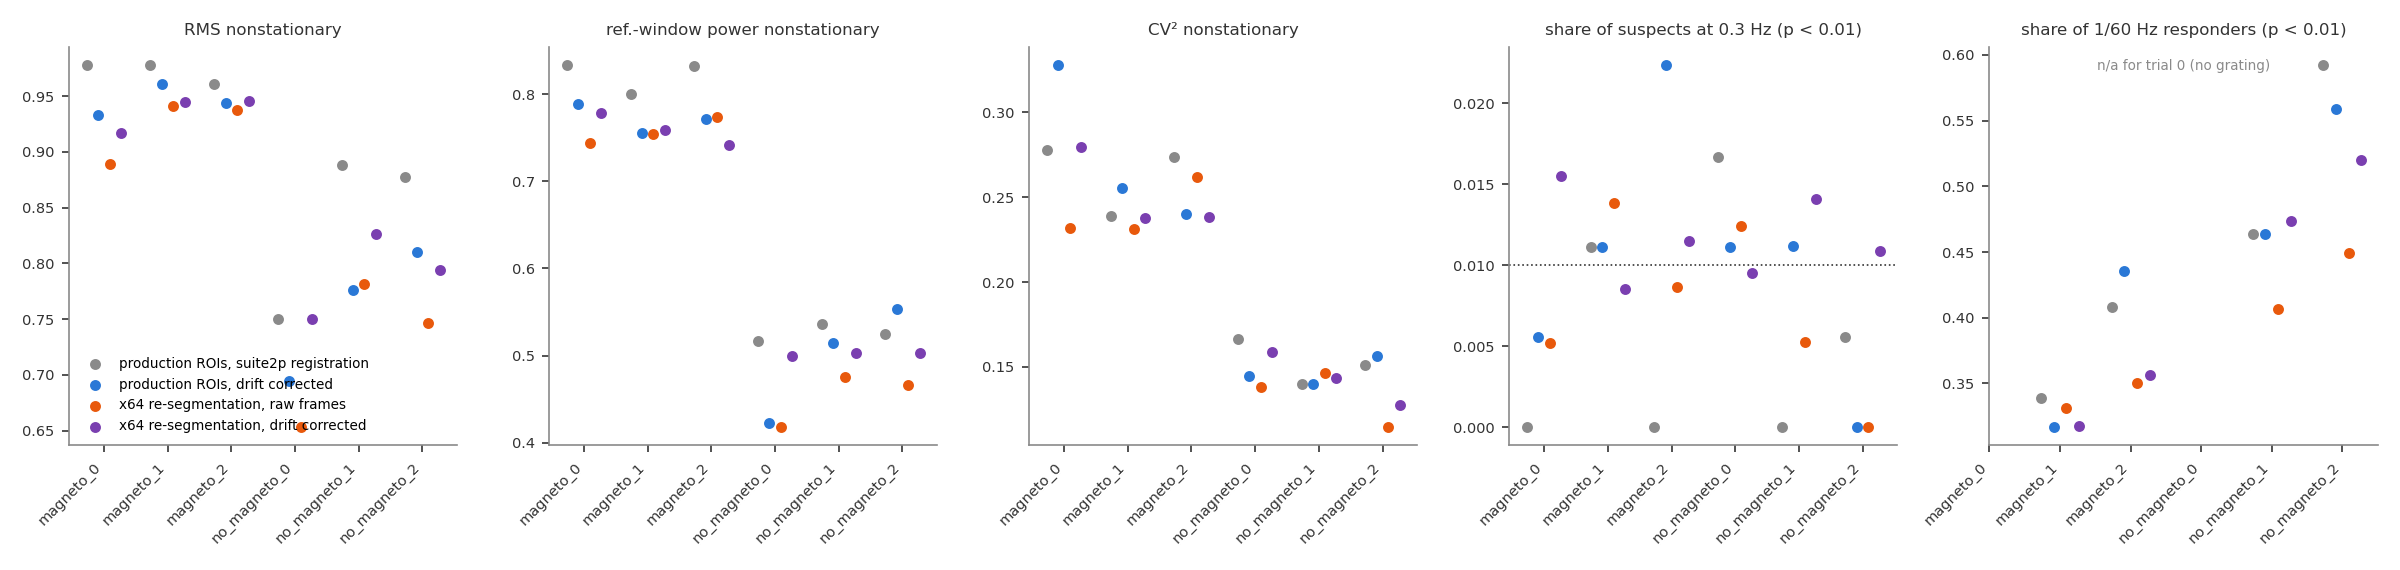 RMS nonstationary
0.95
0.90
0.85
0.80
0.75
0.70
0.65
production ROIs, suite2p registration
production ROIs, drift corrected
x64 re-segmentation, raw frames
x64 re-segmentation, drift corrected
magneto_0
magneto_1
magneto_2
no_magneto_0
no_magneto_1
no_magneto_2
ref.-window power nonstationary
0.8
0.7
0.6
0.5
0.4
magneto_0
magneto_1
magneto_2
no_magneto_0
no_magneto_1
no_magneto_2
CV² nonstationary
0.30
0.25
0.20
0.15
magneto_0
magneto_1
magneto_2
no_magneto_0
no_magneto_1
no_magneto_2
share of suspects at 0.3 Hz (p < 0.01)
0.020
0.015
0.010
0.005
0.000
magneto_0
magneto_1
magneto_2
no_magneto_0
no_magneto_1
no_magneto_2
share of 1/60 Hz responders (p < 0.01)
n/a for trial 0 (no grating)
0.60
0.55
0.50
0.45
0.40
0.35
magneto_0
magneto_1
magneto_2
no_magneto_0
no_magneto_1
no_magneto_2